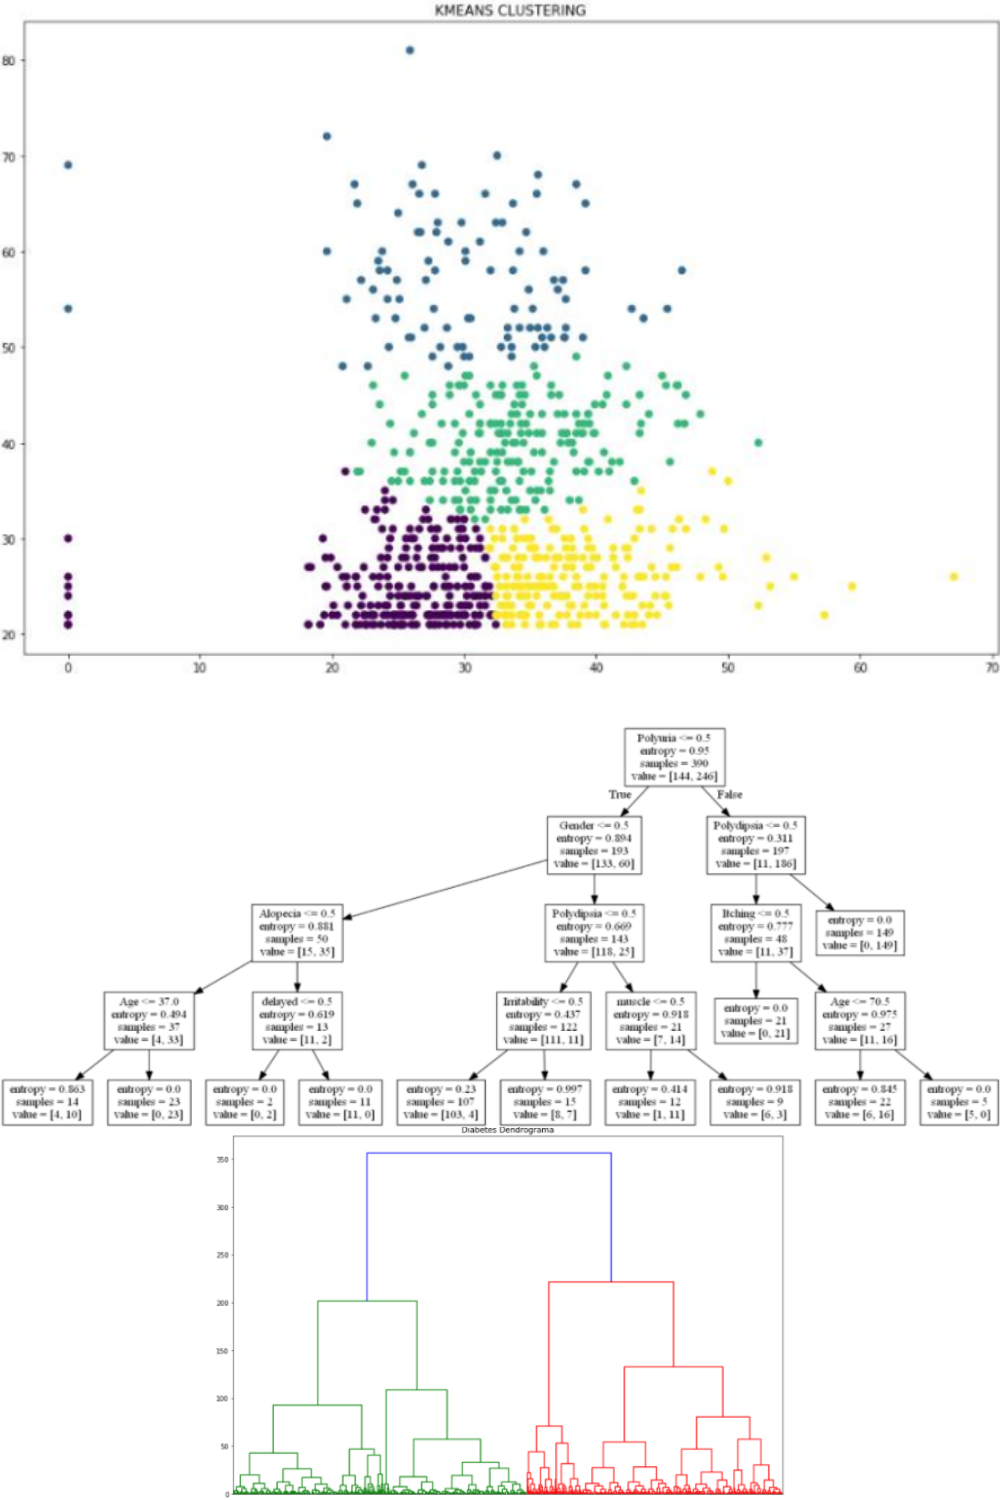 KMEANS CLUSTERING
80
70
60
50
40
30
20
0 10 20 30 40 50 60 70
Polyuria <= 0.5
entropy = 0.95
samples = 390
value = [144, 246]
True
False
Gender <= 0.5
entropy = 0.894
samples = 193
value = [133, 60]
Polydipsia <= 0.5
entropy = 0.311
samples = 197
value = [11, 186]
Alopecia <= 0.5
entropy = 0.881
samples = 50
value = [15, 35]
Polydipsia <= 0.5
entropy = 0.669
samples = 143
value = [118, 25]
Itching <= 0.5
entropy = 0.777
samples = 48
value = [11, 37]
entropy = 0.0
samples = 149
value = [0, 149]
Age <= 37.0
entropy = 0.494
samples = 37
value = [4, 33]
delayed <= 0.5
entropy = 0.619
samples = 13
value = [11, 2]
Irritability <= 0.5
entropy = 0.437
samples = 122
value = [111, 11]
muscle <= 0.5
entropy = 0.918
samples = 21
value = [7, 14]
entropy = 0.0
samples = 21
value = [0, 21]
Age <= 70.5
entropy = 0.975
samples = 27
value = [11, 16]
entropy = 0.863
samples = 14
value = [4, 10]
entropy = 0.0
samples = 23
value = [0, 23]
entropy = 0.0
samples = 2
value = [0, 2]
entropy = 0.0
samples = 11
value = [11, 0]
entropy = 0.23
samples = 107
value = [103, 4]
entropy = 0.997
samples = 15
value = [8, 7]
entropy = 0.414
samples = 12
value = [1, 11]
entropy = 0.918
samples = 9
value = [6, 3]
entropy = 0.845
samples = 22
value = [6, 16]
entropy = 0.0
samples = 5
value = [5, 0]
Diabetes Dendrograma
350
300
250
200
150
100
50
0